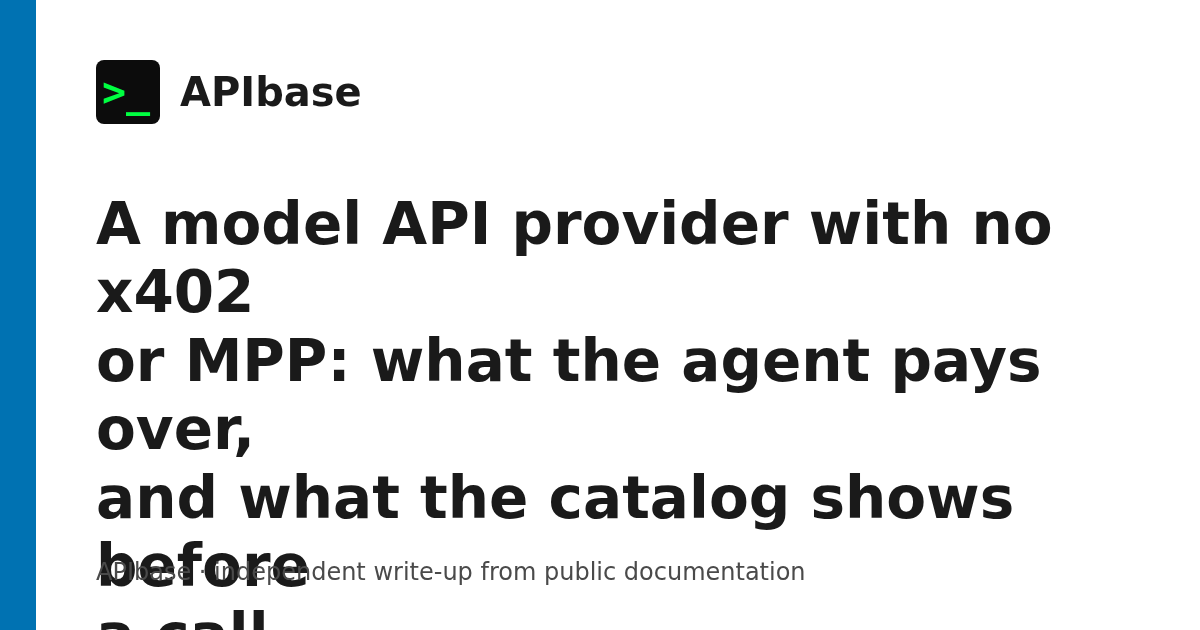 >_ APIbase
A model API provider with no
x402
or MPP: what the agent pays
over,
and what the catalog shows
before
APIbase · independent write-up from public documentation
a call